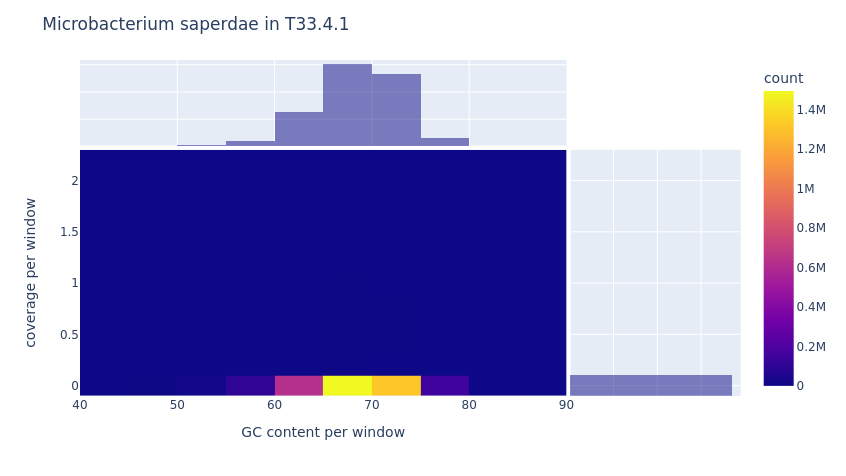 Microbacterium saperdae in T33.4.1
count
1.4M
1.2M
1M
0.8M
0.6M
0.4M
0.2M
0
coverage per window
2
1.5
1
0.5
0
40 50 60 70 80 90
GC content per window